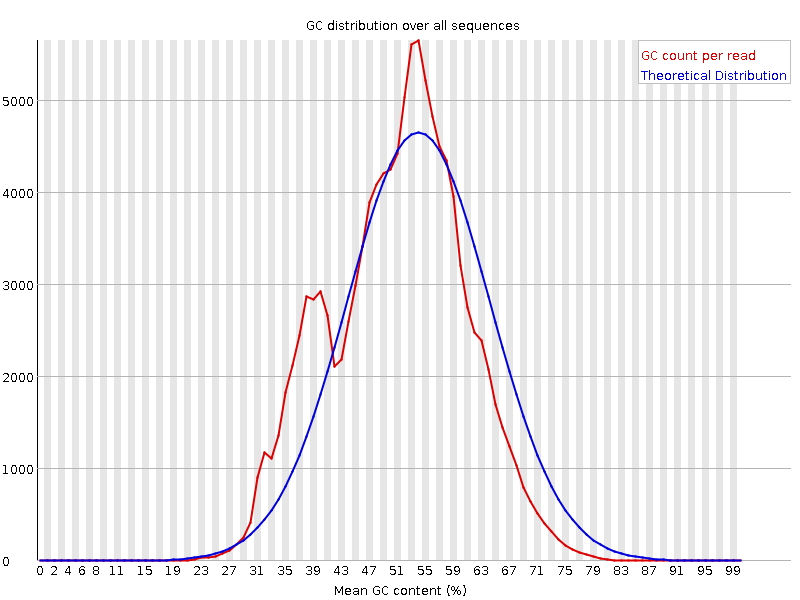 GC distribution over all sequences
GC count per read
Theoretical Distribution
5000
4000
3000
2000
1000
0
0 2 4 6 8 11 15 19 23 27 31 35 39 43 47 51 55 59 63 67 71 75 79 83 87 91 95 99
Mean GC content (%)